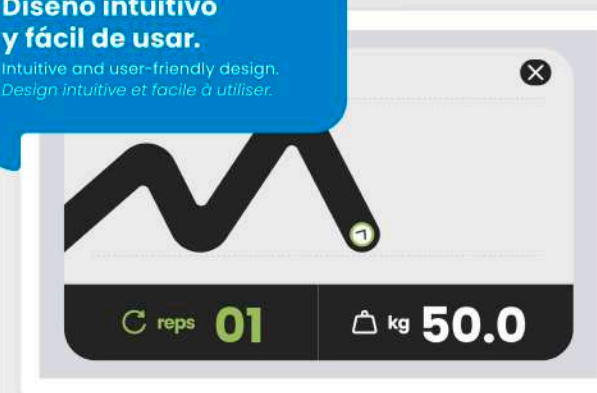 Diseño intuitivo
y fácil de usar.
Intuitive and user-friendly design.
Design intuitive et facile à utiliser.
reps 01
kg 50.0